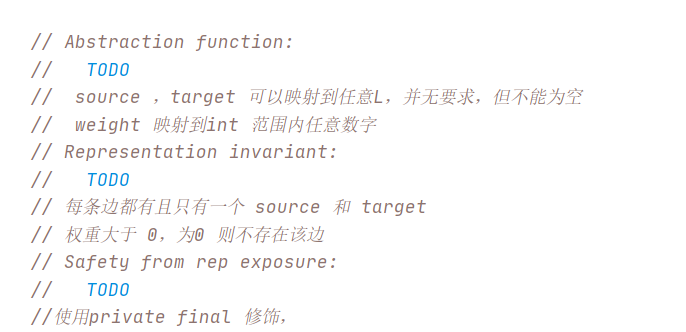 // Abstraction function:
//   TODO
//  source ，target 可以映射到任意L，并无要求，但不能为空
//  weight 映射到int 范围内任意数字
// Representation invariant:
//   TODO
// 每条边都有且只有一个 source 和 target
// 权重大于 0，为0 则不存在该边
// Safety from rep exposure:
//   TODO
//使用private final 修饰，